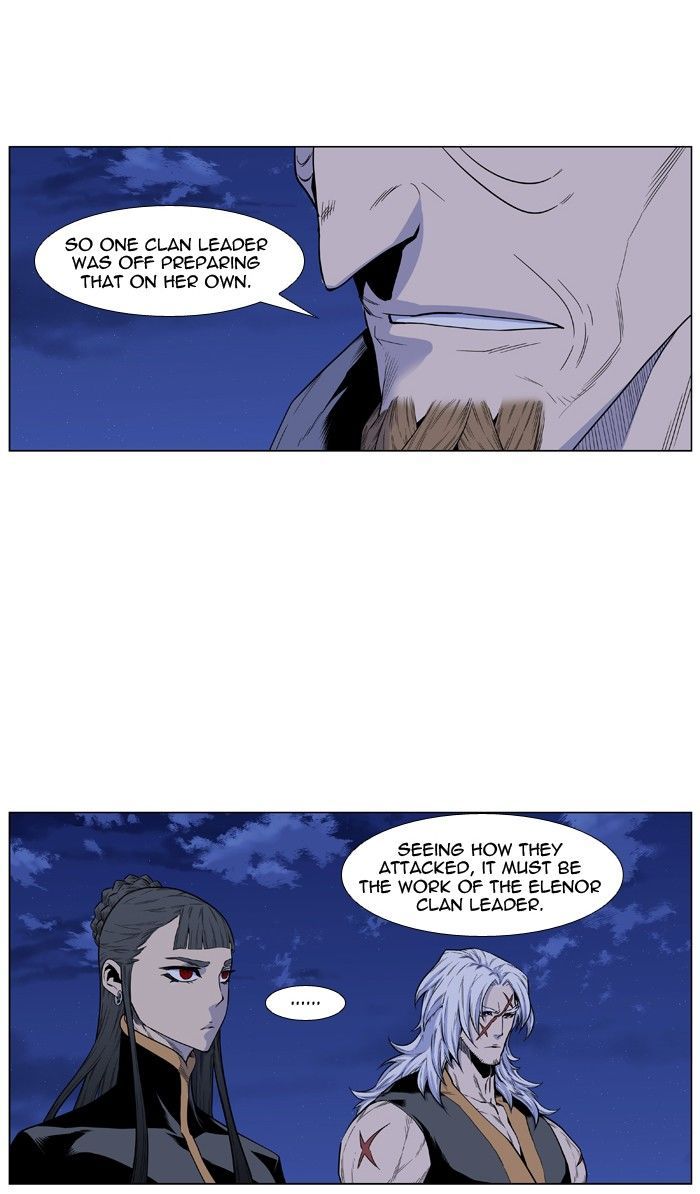 SO ONE CLAN LEADER
WAS OFF PREPARING
THAT ON HER OWN.
SEEING HOW THEY
ATTACKED, IT MUST BE
THE WORK OF THE ELENOR
CLAN LEADER.
......